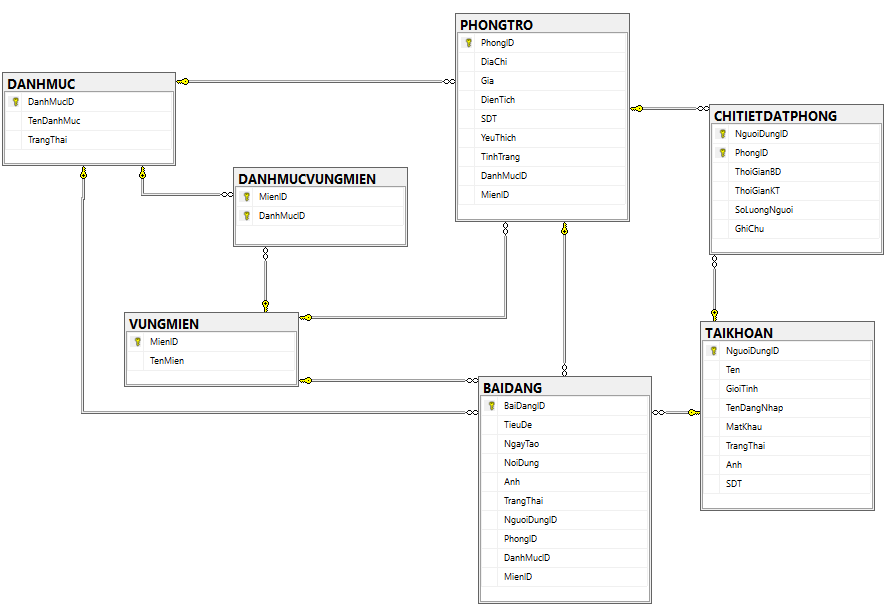 DANHMUC
DanhMucID
TenDanhMuc
TrangThai
DANHMUCVUNGMIEN
MienID
DanhMucID
VUNGMIEN
MienID
TenMien
PHONGTRO
PhongID
DiaChi
Gia
DienTich
SDT
YeuThich
TinhTrang
DanhMucID
MienID
CHITIETDATPHONG
NguoiDungID
PhongID
ThoiGianBD
ThoiGianKT
SoLuongNguoi
GhiChu
BAIDANG
BaiDangID
TieuDe
NgayTao
NoiDung
Anh
TrangThai
NguoiDungID
PhongID
DanhMucID
MienID
TAIKHOAN
NguoiDungID
Ten
GioiTinh
TenDangNhap
MatKhau
TrangThai
Anh
SDT